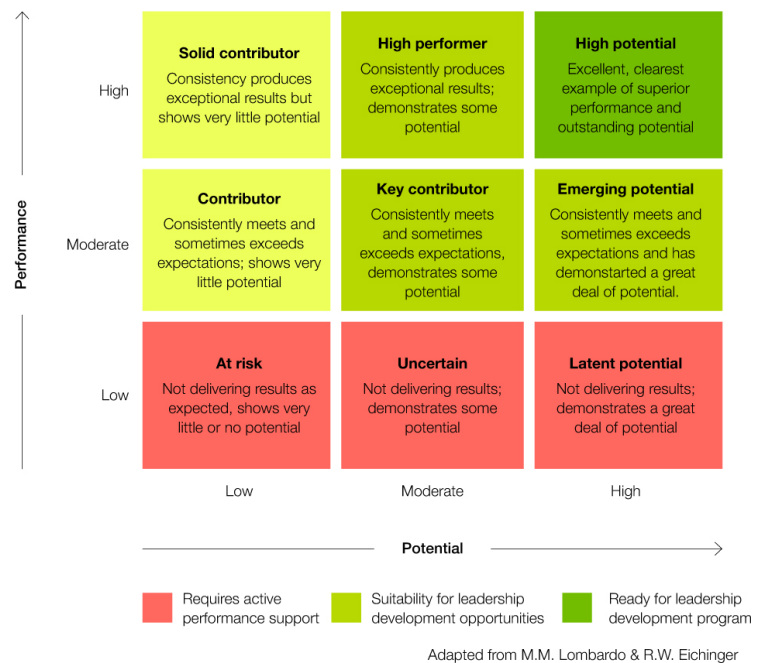 Performance
High
Moderate
Low
Solid contributor
Consistency produces
exceptional results but
shows very little potential
High performer
Consistently produces
exceptional results;
demonstrates some
potential
High potential
Excellent, clearest
example of superior
performance and
outstanding potential
Contributor
Consistently meets and
sometimes exceeds
expectations; shows very
little potential
Key contributor
Consistently meets
and sometimes
exceeds expectations,
demonstrates some
potential
Emerging potential
Consistently meets and
sometimes exceeds
expectations and has
demonstarted a great
deal of potential.
At risk
Not delivering results as
expected, shows very
little or no potential
Uncertain
Not delivering results;
demonstrates some
potential
Latent potential
Not delivering results;
demonstrates a great
deal of potential
Low
Moderate
High
Potential
Requires active
performance support
Suitability for leadership
development opportunities
Ready for leadership
development program
Adapted from M.M. Lombardo & R.W. Eichinger